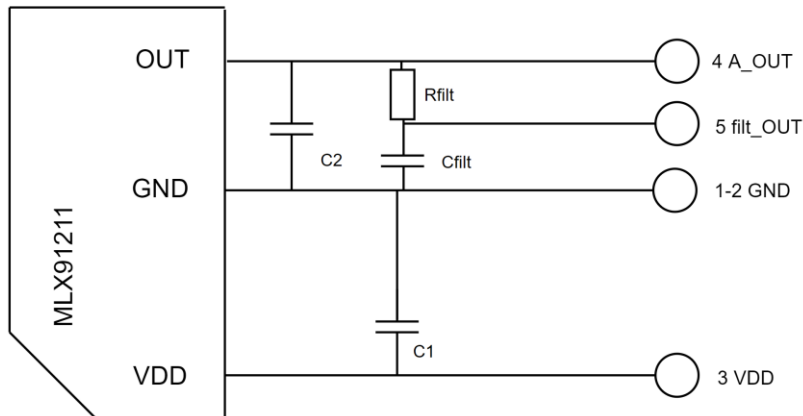 OUT
4 A_OUT
Rfilt
5 filt_OUT
C2
Cfilt
GND
1-2 GND
MLX91211
C1
VDD
3 VDD